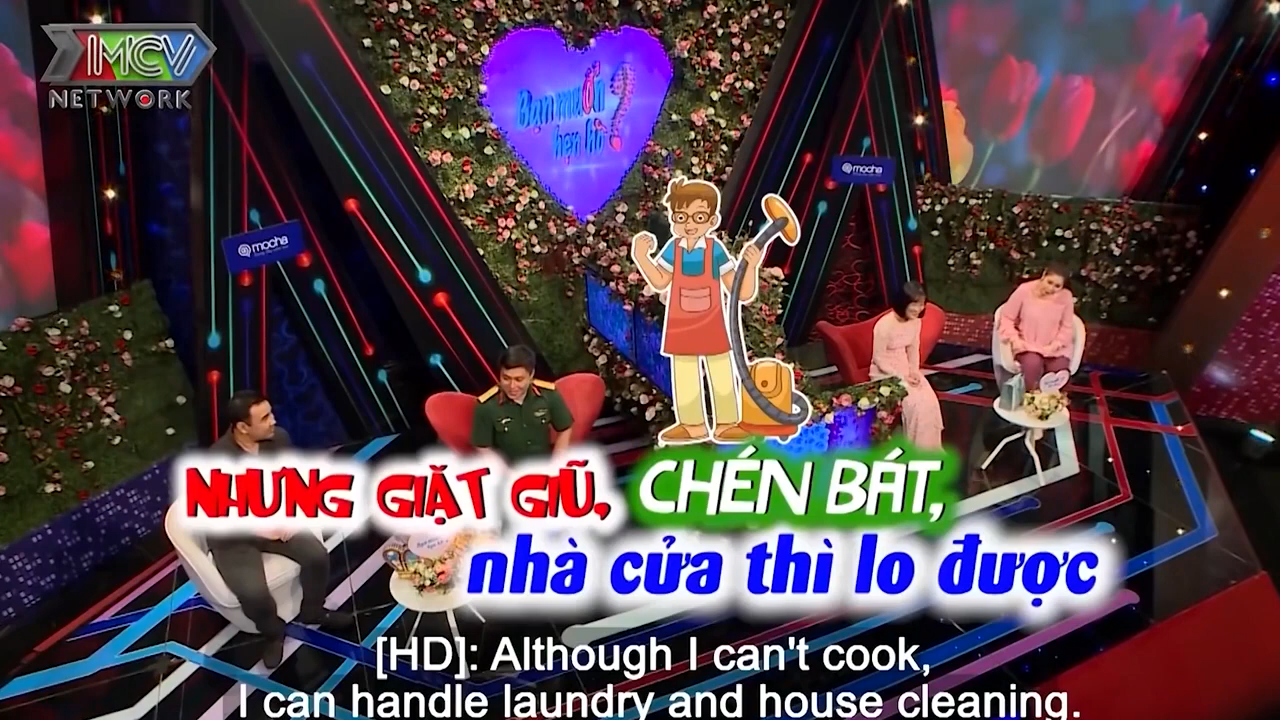 MCV
NETWORK
Bạn muốn
hẹn hò?
mocha
mocha
NHƯNG GIẶT GIŨ, CHÉN BÁT,
nhà cửa thì lo được
[HD]: Although I can't cook,
I can handle laundry and house cleaning.